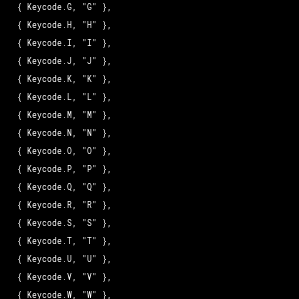 { Keycode.G, "G" },
{ Keycode.H, "H" },
{ Keycode.I, "I" },
{ Keycode.J, "J" },
{ Keycode.K, "K" },
{ Keycode.L, "L" },
{ Keycode.M, "M" },
{ Keycode.N, "N" },
{ Keycode.O, "O" },
{ Keycode.P, "P" },
{ Keycode.Q, "Q" },
{ Keycode.R, "R" },
{ Keycode.S, "S" },
{ Keycode.T, "T" },
{ Keycode.U, "U" },
{ Keycode.V, "V" },
{ Keycode.W, "W" },